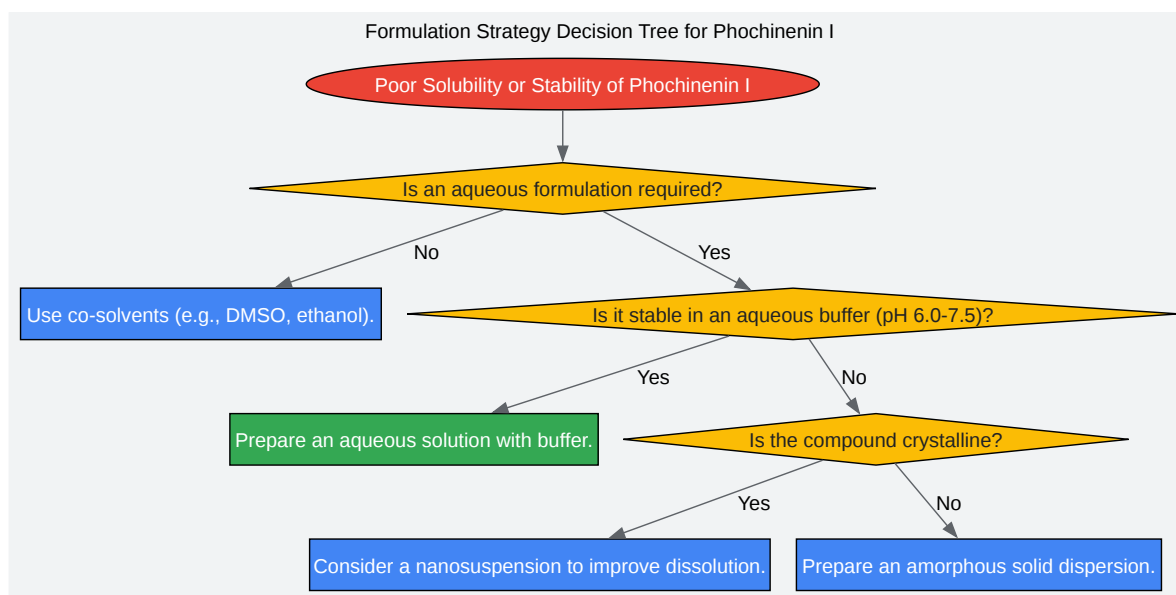 Formulation Strategy Decision Tree for Phochinenin I
Poor Solubility or Stability of Phochinenin I
Is an aqueous formulation required?
No
Yes
Use co-solvents (e.g., DMSO, ethanol).
Is it stable in an aqueous buffer (pH 6.0-7.5)?
Yes
No
Prepare an aqueous solution with buffer.
Is the compound crystalline?
Yes
No
Consider a nanosuspension to improve dissolution.
Prepare an amorphous solid dispersion.